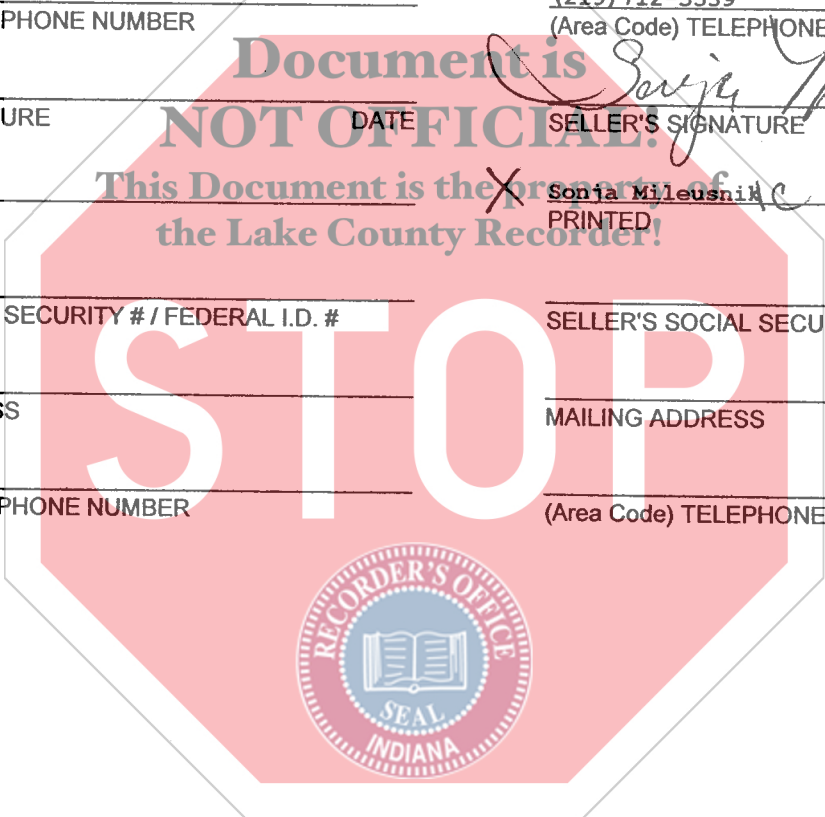 PHONE NUMBER
(Area Code) TELEPHONE
Document is
NOT OFFICIAL!
This Document is the property of
the Lake County Recorder!
URE DATE
Sonja
SELLER'S SIGNATURE
X Sonja Mileusnik C
PRINTED
SECURITY # / FEDERAL I.D. #
SELLER'S SOCIAL SECU
SS
MAILING ADDRESS
PHONE NUMBER
(Area Code) TELEPHONE
STOP
RECORDER'S OFFICE
SEAL
INDIANA